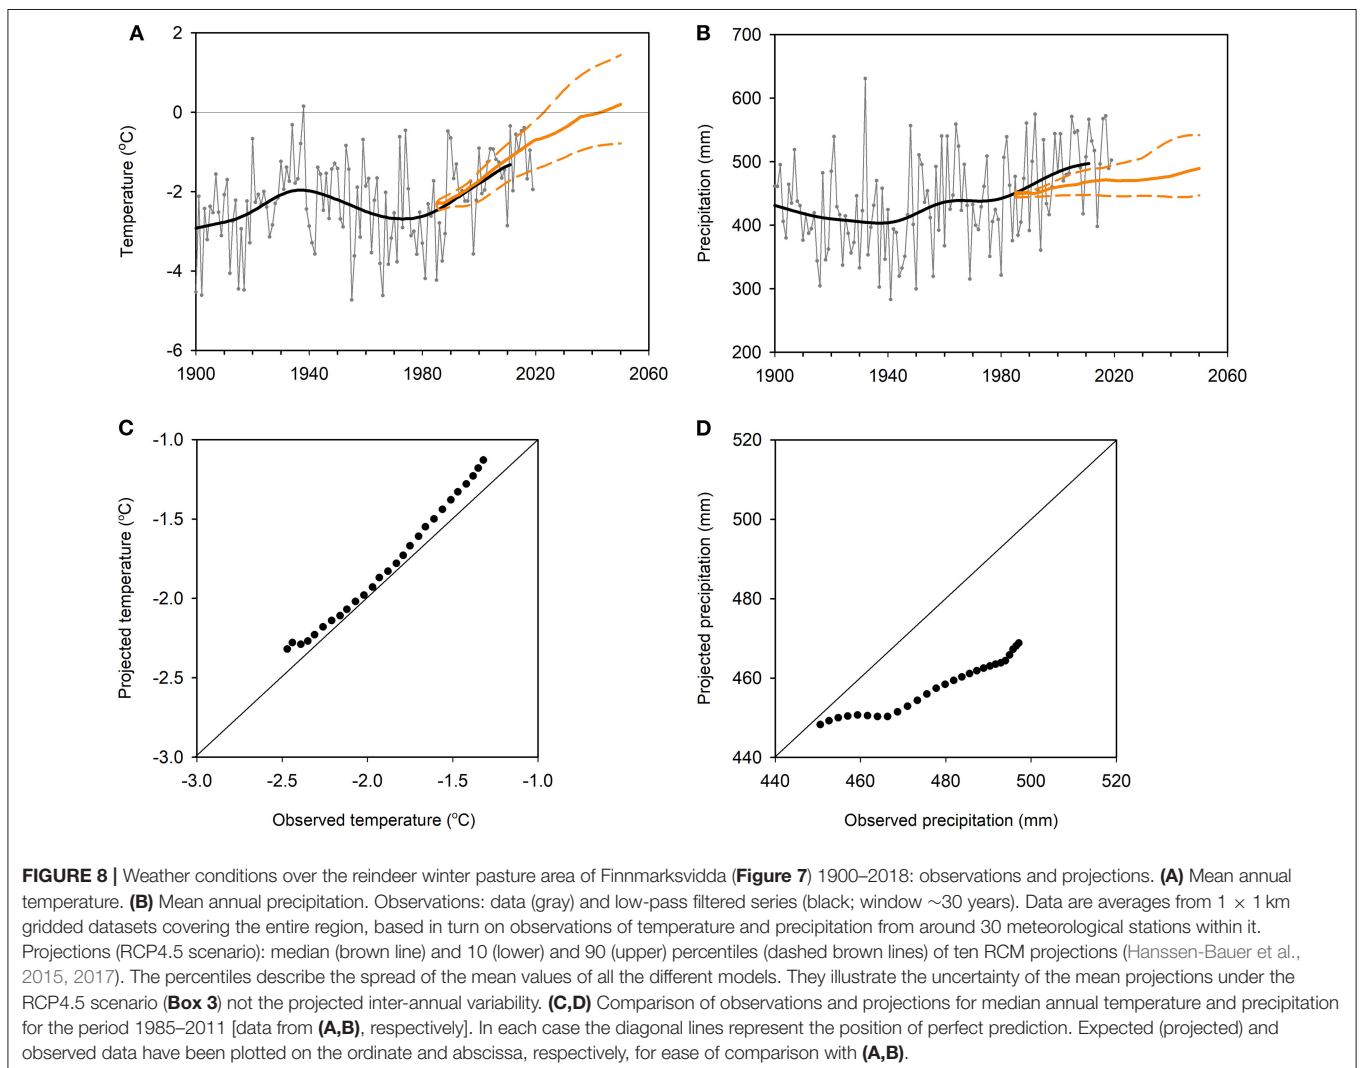 A
2
0
-2
-4
-6
Temperature (°C)
1900
1940
1980
2020
2060
B
700
600
500
400
300
200
Precipitation (mm)
1900
1940
1980
2020
2060
C
-1.0
-1.5
-2.0
-2.5
-3.0
Projected temperature (°C)
-3.0
-2.5
-2.0
-1.5
-1.0
Observed temperature (°C)
D
520
500
480
460
440
Projected precipitation (mm)
440
460
480
500
520
Observed precipitation (mm)
FIGURE 8 | Weather conditions over the reindeer winter pasture area of Finnmarksvidda (Figure 7) 1900–2018: observations and projections. (A) Mean annual
temperature. (B) Mean annual precipitation. Observations: data (gray) and low-pass filtered series (black; window ~30 years). Data are averages from 1 × 1 km
gridded datasets covering the entire region, based in turn on observations of temperature and precipitation from around 30 meteorological stations within it.
Projections (RCP4.5 scenario): median (brown line) and 10 (lower) and 90 (upper) percentiles (dashed brown lines) of ten RCM projections (Hanssen-Bauer et al.,
2015, 2017). The percentiles describe the spread of the mean values of all the different models. They illustrate the uncertainty of the mean projections under the
RCP4.5 scenario (Box 3) not the projected inter-annual variability. (C,D) Comparison of observations and projections for median annual temperature and precipitation
for the period 1985–2011 [data from (A,B), respectively]. In each case the diagonal lines represent the position of perfect prediction. Expected (projected) and
observed data have been plotted on the ordinate and abscissa, respectively, for ease of comparison with (A,B).